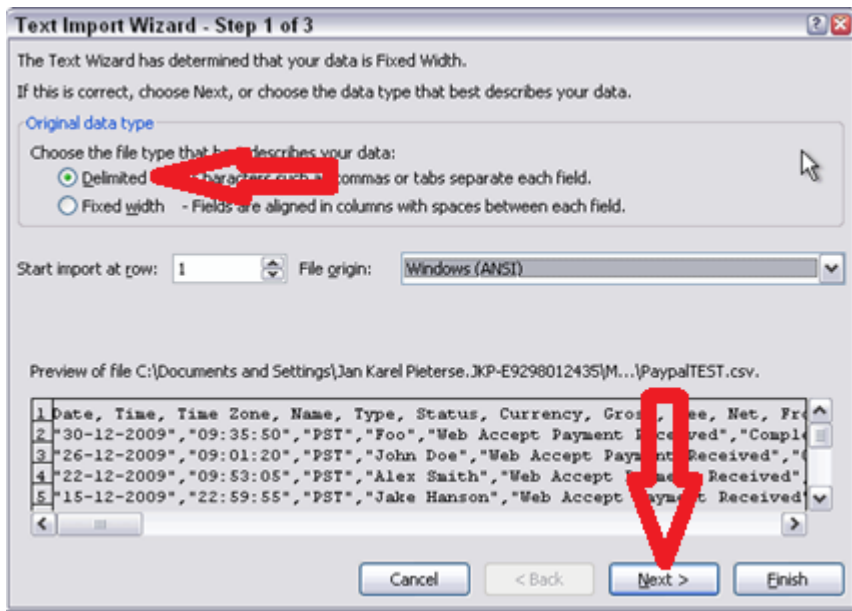 Text Import Wizard - Step 1 of 3
The Text Wizard has determined that your data is Fixed Width.
If this is correct, choose Next, or choose the data type that best describes your data.
Original data type
Choose the file type that best describes your data:
Delimited characters such as commas or tabs separate each field.
Fixed width - Fields are aligned in columns with spaces between each field.
Start import at row: 1 File origin: Windows (ANSI)
Preview of file C:\Documents and Settings\Jan Karel Pieterse.JKP-E9298012435\M...\PaypalTEST.csv.
1 Date, Time, Time Zone, Name, Type, Status, Currency, Gross, Fee, Net, Fro
2 "30-12-2009","09:35:50","PST","Foo","Web Accept Payment Received","Comple
3 "26-12-2009","09:01:20","PST","John Doe","Web Accept Payment Received","C
4 "22-12-2009","09:53:05","PST","Alex Smith","Web Accept Payment Received"
5 "15-12-2009","22:59:55","PST","Jake Hanson","Web Accept Payment Received"
Cancel < Back Next > Finish